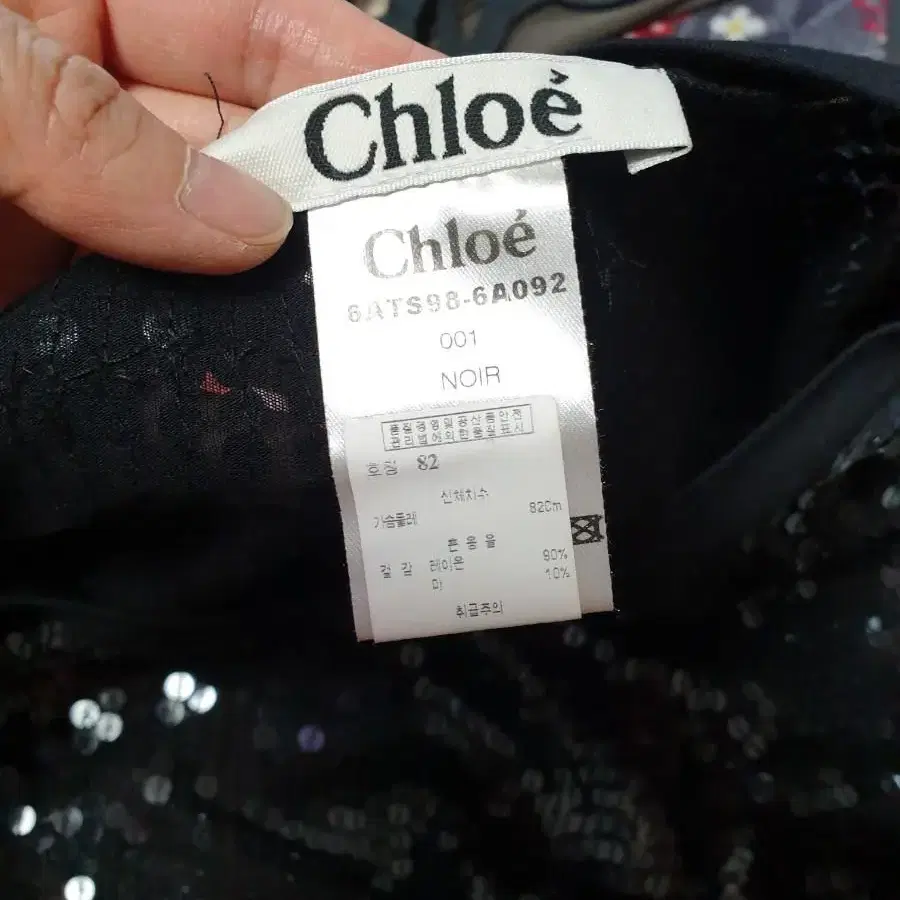 Chloé
Chloé
6ATS98-6A092
001
NOIR
호칭 82
신체치수
가슴둘레 82Cm
혼용율
겉감 레이온 90%
마 10%
취급주의